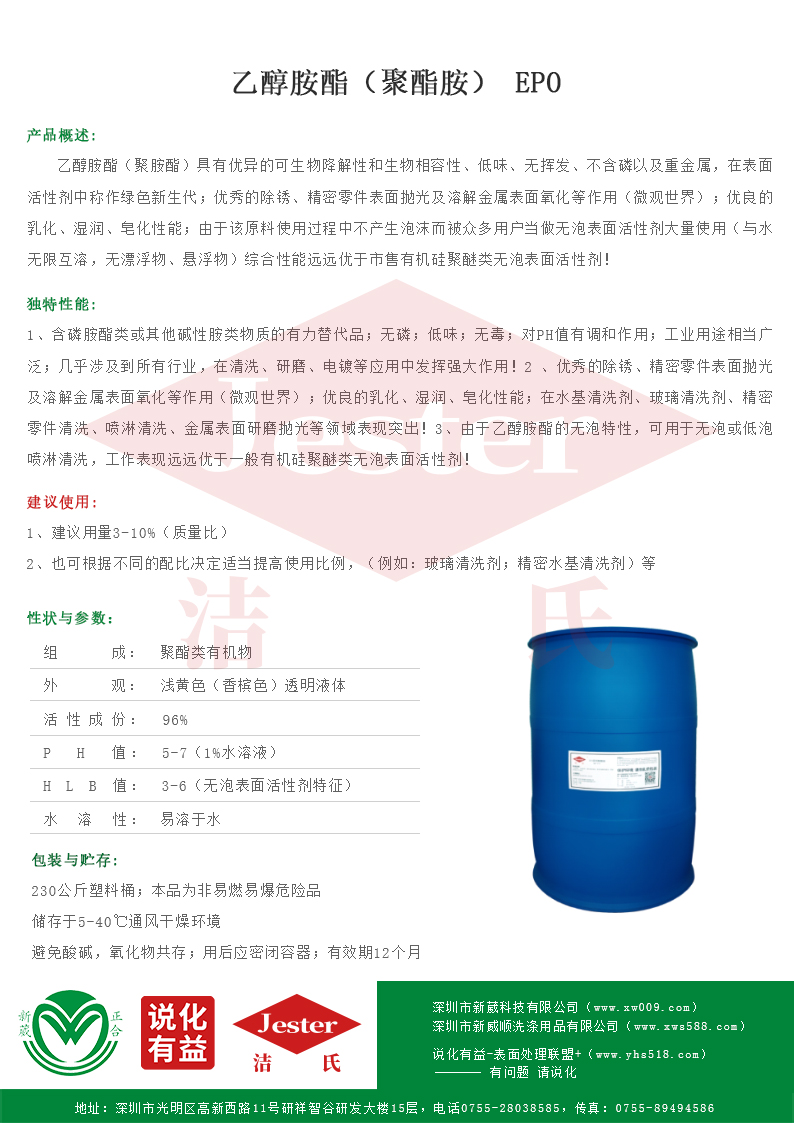 乙醇胺酯（聚酯胺） EPO
产品概述:
乙醇胺酯（聚胺酯）具有优异的可生物降解性和生物相容性、低味、无挥发、不含磷以及重金属，在表面
活性剂中称作绿色新生代；优秀的除锈、精密零件表面抛光及溶解金属表面氧化等作用（微观世界）；优良的
乳化、湿润、皂化性能；由于该原料使用过程中不产生泡沫而被众多用户当做无泡表面活性剂大量使用（与水
无限互溶，无漂浮物、悬浮物）综合性能远远优于市售有机硅聚醚类无泡表面活性剂！
独特性能:
1、含磷胺酯类或其他碱性胺类物质的有力替代品；无磷；低味；无毒；对PH值有调和作用；工业用途相当广
泛；几乎涉及到所有行业，在清洗、研磨、电镀等应用中发挥强大作用！2 、优秀的除锈、精密零件表面抛光
及溶解金属表面氧化等作用（微观世界）；优良的乳化、湿润、皂化性能；在水基清洗剂、玻璃清洗剂、精密
零件清洗、喷淋清洗、金属表面研磨抛光等领域表现突出！3、由于乙醇胺酯的无泡特性，可用于无泡或低泡
喷淋清洗，工作表现远远优于一般有机硅聚醚类无泡表面活性剂！
Jester
洁 氏
建议使用:
1、建议用量3-10%（质量比）
2、也可根据不同的配比决定适当提高使用比例，（例如：玻璃清洗剂；精密水基清洗剂）等
性状与参数：
组 成： 聚酯类有机物
外 观： 浅黄色（香槟色）透明液体
活 性 成 份： 96%
P H 值： 5-7（1%水溶液）
H L B 值： 3-6（无泡表面活性剂特征）
水 溶 性： 易溶于水
包装与贮存:
230公斤塑料桶；本品为非易燃易爆危险品
储存于5-40℃通风干燥环境
避免酸碱，氧化物共存；用后应密闭容器；有效期12个月
新葳
正合
说化
有益
Jester
洁 氏
深圳市新葳科技有限公司（www.xw009.com）
深圳市新威顺洗涤用品有限公司（www.xws588.com）
说化有益-表面处理联盟+（www.yhs518.com）
——— 有问题 请说化
地址：深圳市光明区高新西路11号研祥智谷研发大楼15层，电话0755-28038585，传真：0755-89494586